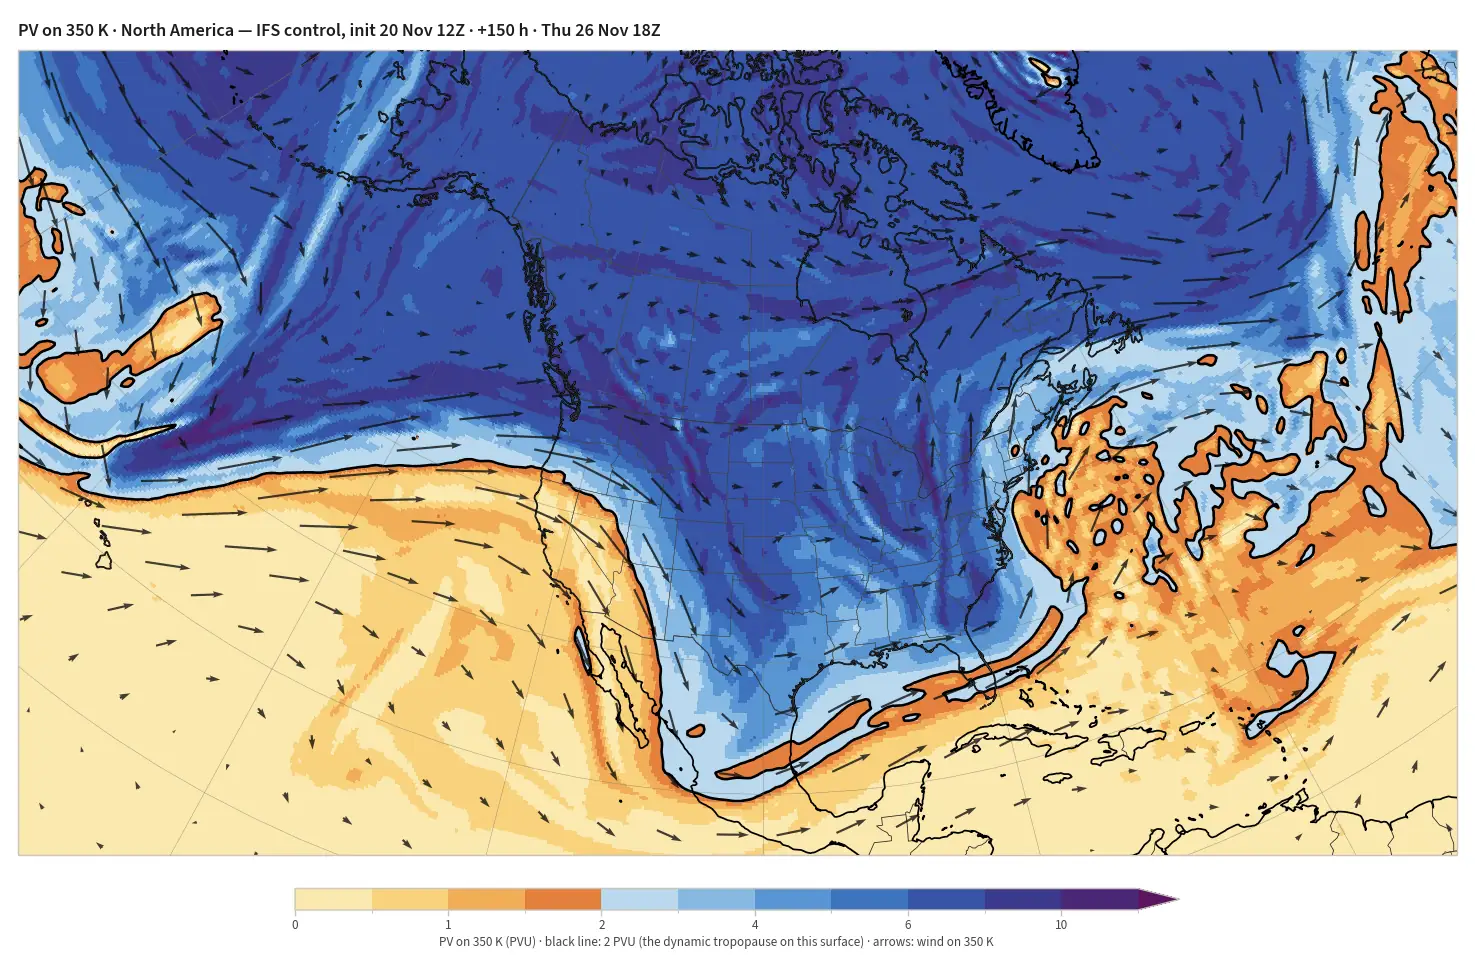 PV on 350 K · North America — IFS control, init 20 Nov 12Z · +150 h · Thu 26 Nov 18Z
0 1 2 4 6 10
PV on 350 K (PVU) · black line: 2 PVU (the dynamic tropopause on this surface) · arrows: wind on 350 K